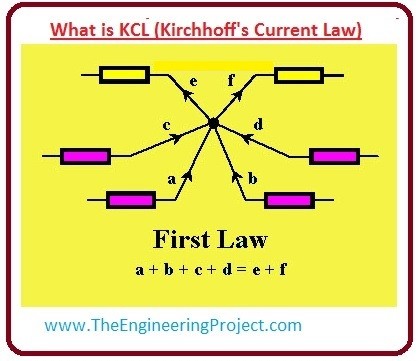 What is KCL (Kirchhoff's Current Law)
e f
c d
a b
First Law
a + b + c + d = e + f
www.TheEngineeringProject.com